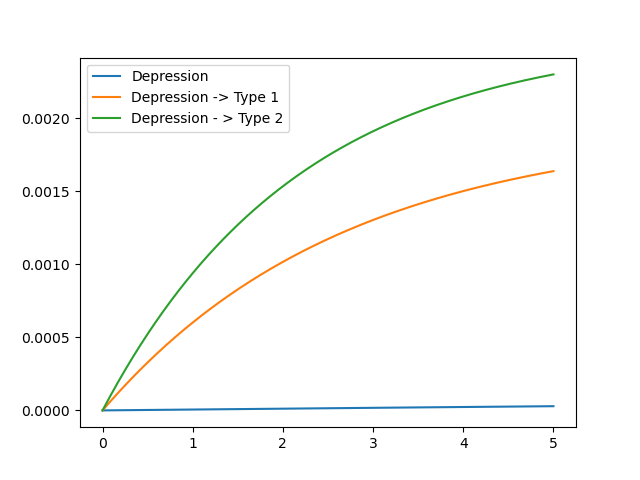 Depression
Depression -> Type 1
Depression - > Type 2
0.0020
0.0015
0.0010
0.0005
0.0000
0 1 2 3 4 5